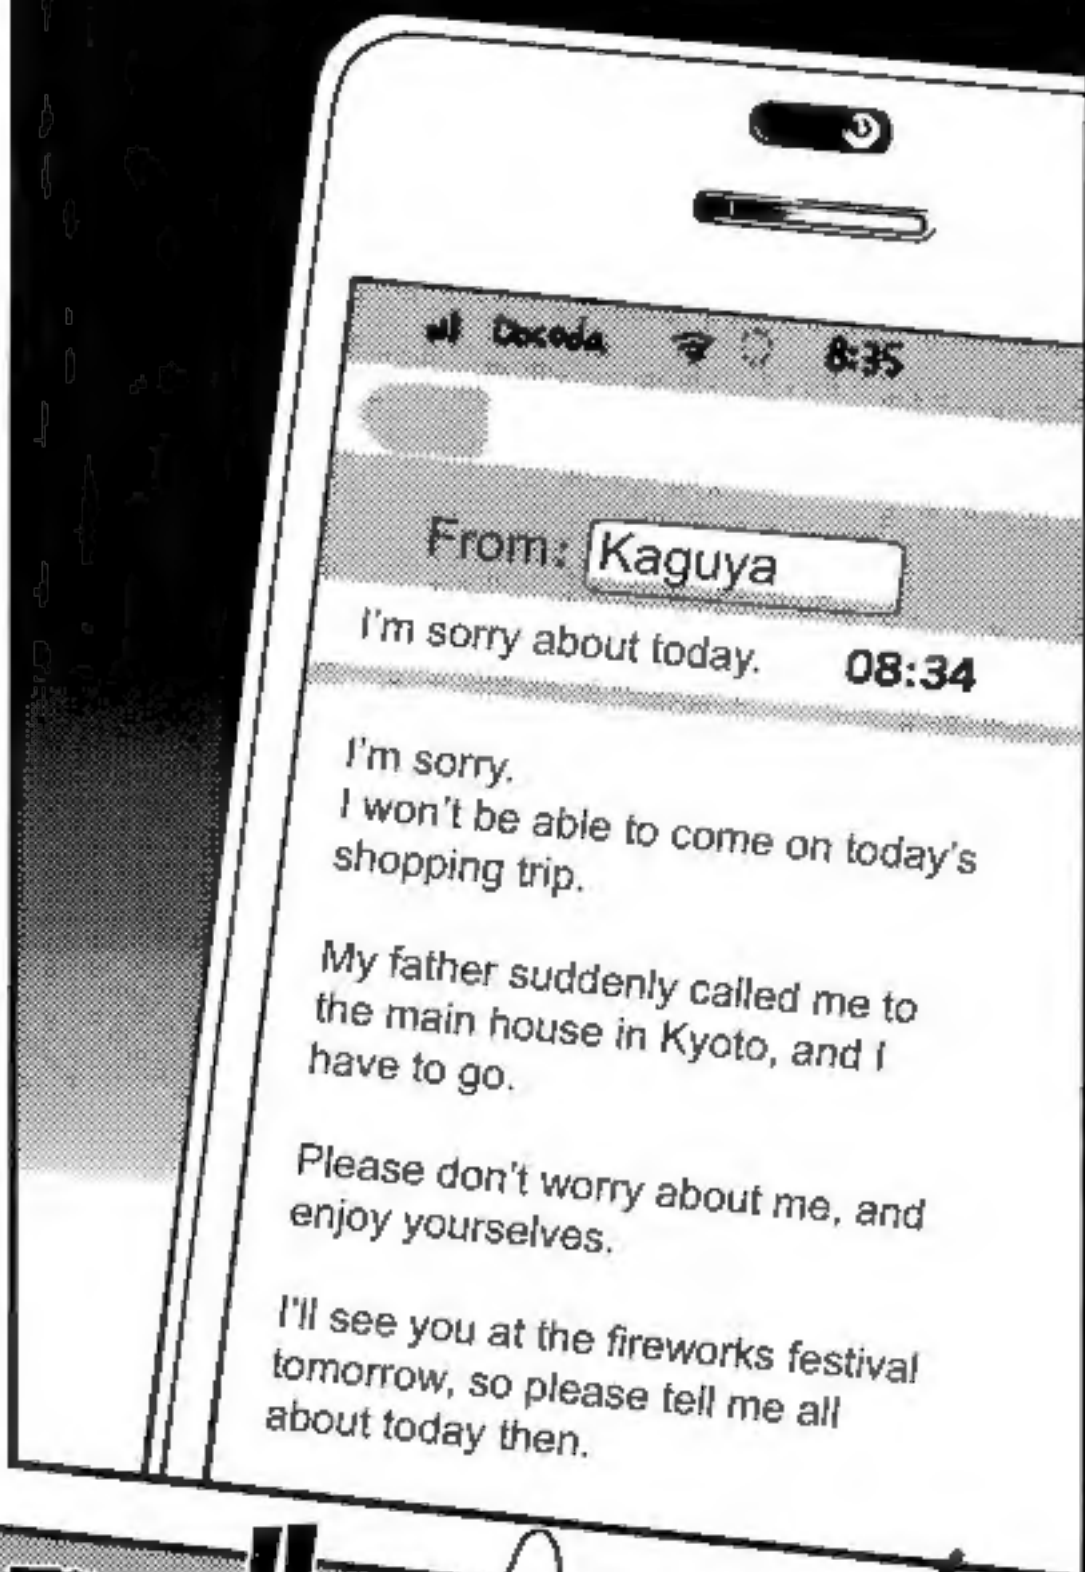 Docoda 8:35
From: Kaguya
I'm sorry about today. 08:34
I'm sorry.
I won't be able to come on today's
shopping trip.
My father suddenly called me to
the main house in Kyoto, and I
have to go.
Please don't worry about me, and
enjoy yourselves.
I'll see you at the fireworks festival
tomorrow, so please tell me all
about today then.